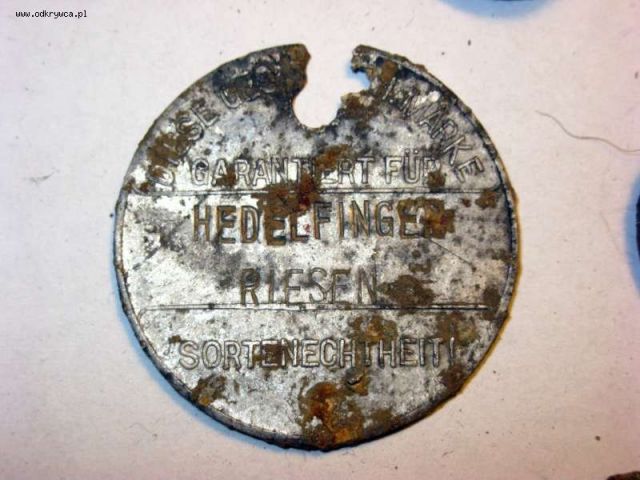 www.odkrywca.pl
DIESE MARKE
GARANTIERT FÜR
HEDELFINGER
RIESEN
SORTENECHTHEIT!